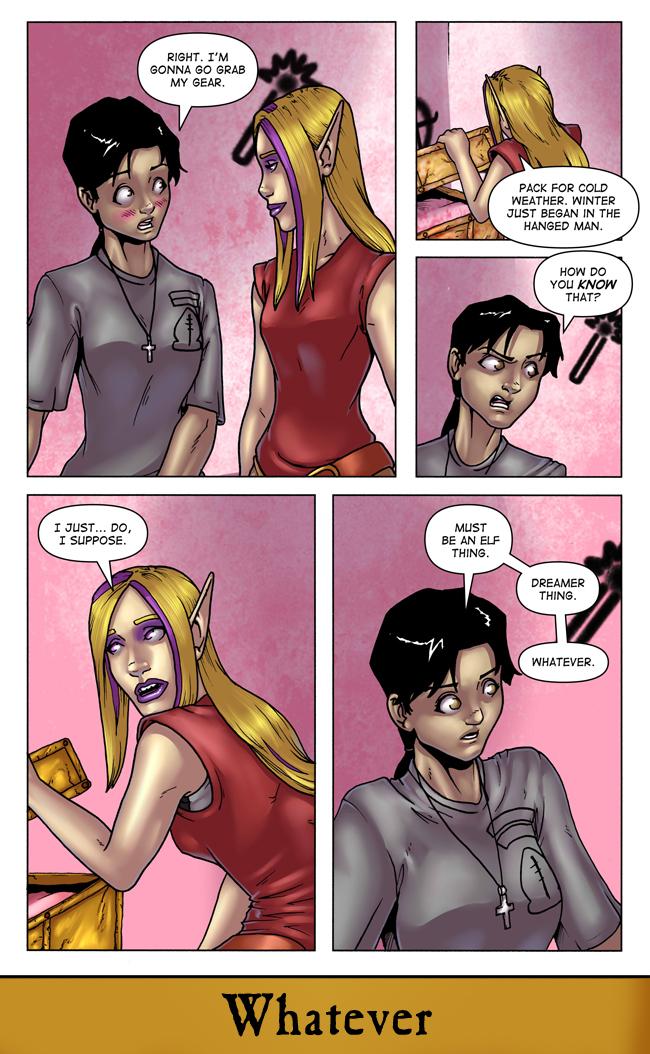 RIGHT. I'M
GONNA GO GRAB
MY GEAR.
PACK FOR COLD
WEATHER. WINTER
JUST BEGAN IN THE
HANGED MAN.
HOW DO
YOU KNOW
THAT?
I JUST... DO,
I SUPPOSE.
MUST
BE AN ELF
THING.
DREAMER
THING.
WHATEVER.
Whatever